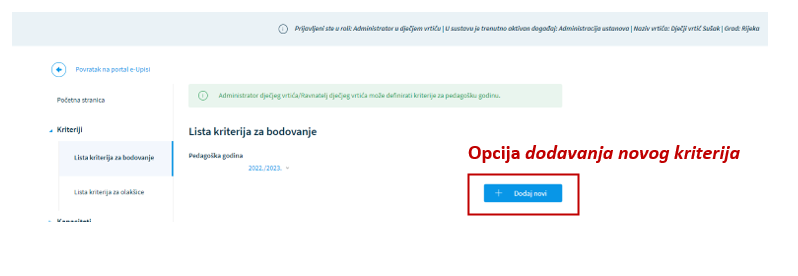 Prijavljeni ste u roli: Administrator u dječjem vrtiću | U sustavu je trenutno aktivan događaj: Administracija ustanova | Naziv vrtića: Dječji vrtić Sušak | Grad: Rijeka
Povratak na portal e-Upisi
Početna stranica
Administrator dječjeg vrtića/Ravnatelj dječjeg vrtića može definirati kriterije za pedagošku godinu.
Kriteriji
Lista kriterija za bodovanje
Lista kriterija za bodovanje
Pedagoška godina
2022./2023.
Opcija dodavanja novog kriterija
Dodaj novi
Lista kriterija za olakšice
Kapaciteti